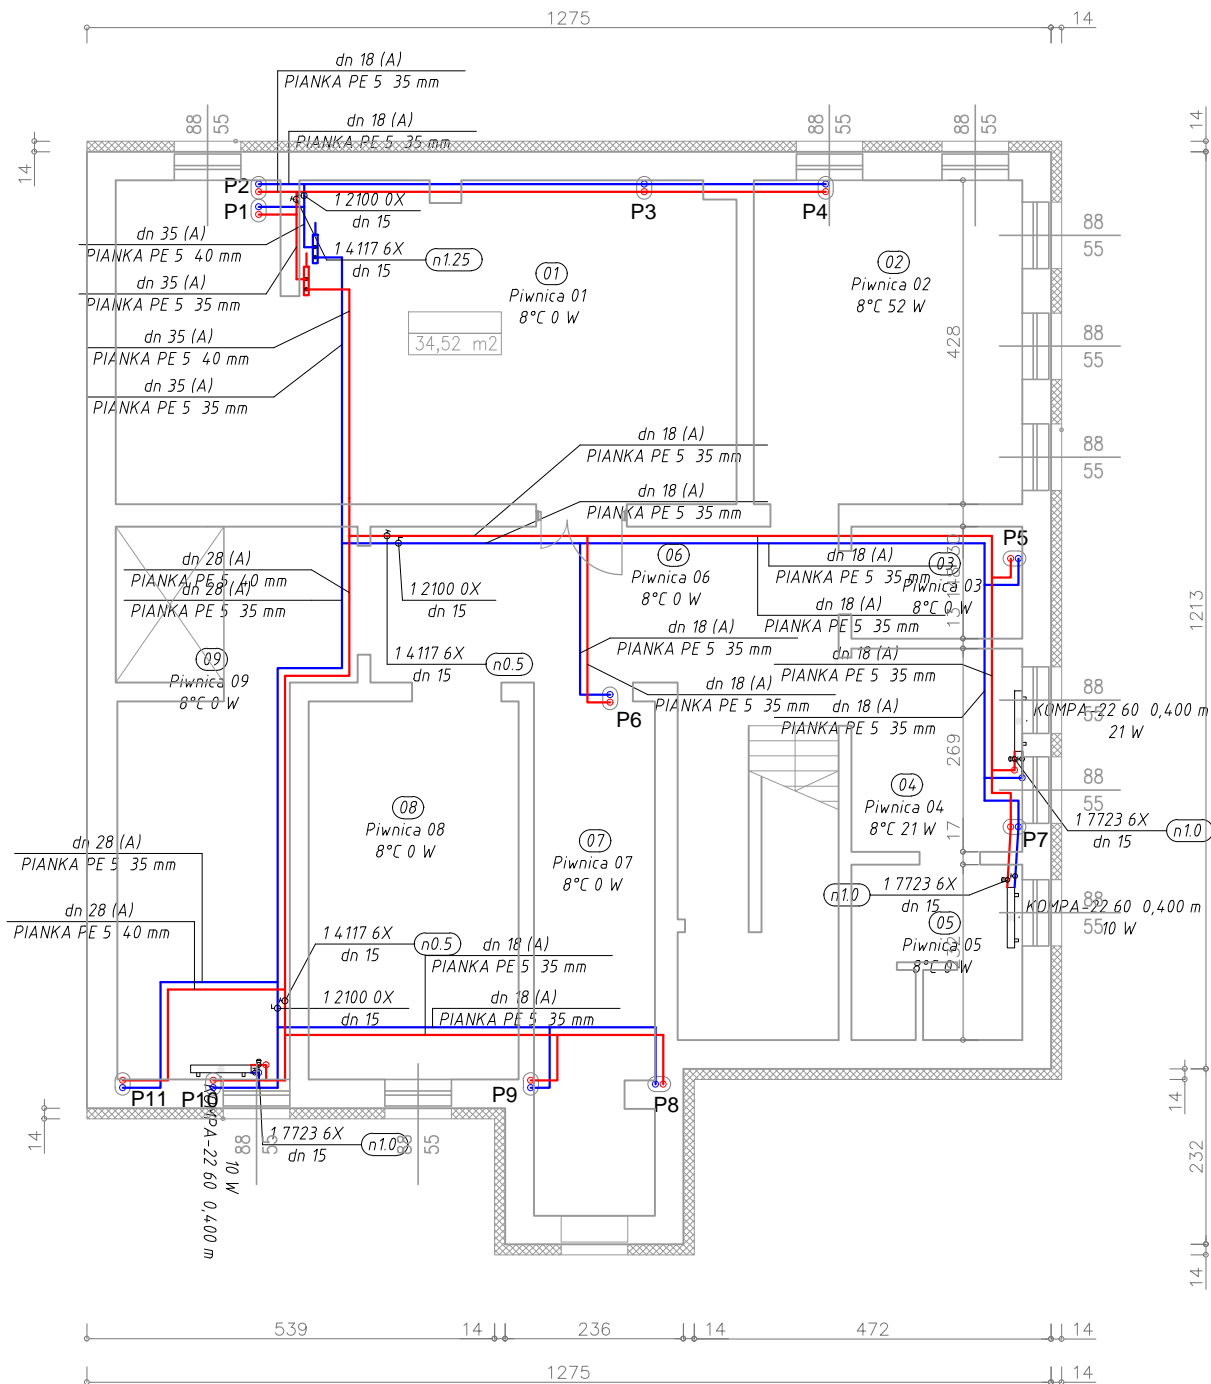 1275
14
dn 18 (A)
PIANKA PE 5 35 mm
dn 18 (A)
PIANKA PE 5 35 mm
88
55
88
55
88
55
14
14
P2
P1
P3
P4
1 2100 0X
dn 15
dn 35 (A)
PIANKA PE 5 40 mm
1 4117 6X
dn 15
n1.25
dn 35 (A)
PIANKA PE 5 35 mm
01
Piwnica 01
8°C 0 W
02
Piwnica 02
8°C 52 W
88
55
34,52 m2
428
dn 35 (A)
PIANKA PE 5 40 mm
88
55
dn 35 (A)
PIANKA PE 5 35 mm
dn 18 (A)
PIANKA PE 5 35 mm
88
55
dn 18 (A)
PIANKA PE 5 35 mm
P5
dn 28 (A)
PIANKA PE 5 40 mm
dn 28 (A)
PIANKA PE 5 35 mm
06
Piwnica 06
8°C 0 W
dn 18 (A)
PIANKA PE 5 35 mm
03
Piwnica 03
8°C 0 W
1 2100 0X
dn 15
dn 18 (A)
PIANKA PE 5 35 mm
1213
dn 18 (A)
PIANKA PE 5 35 mm
1 4117 6X
dn 15
n0.5
dn 18 (A)
PIANKA PE 5 35 mm
09
Piwnica 09
8°C 0 W
dn 18 (A)
PIANKA PE 5 35 mm
P6
dn 18 (A)
PIANKA PE 5 35 mm
88
55
KOMPA-22 60 0,400 m
21 W
269
04
Piwnica 04
8°C 21 W
88
55
08
Piwnica 08
8°C 0 W
17
P7
1 7723 6X
dn 15
n1.0
07
Piwnica 07
8°C 0 W
dn 28 (A)
PIANKA PE 5 35 mm
n1.0
1 7723 6X
dn 15
88
55
KOMPA-22 60 0,400 m
10 W
dn 28 (A)
PIANKA PE 5 40 mm
05
Piwnica 05
8°C 0 W
232
1 4117 6X
dn 15
n0.5
dn 18 (A)
PIANKA PE 5 35 mm
1 2100 0X
dn 15
dn 18 (A)
PIANKA PE 5 35 mm
P11
P10
P9
P8
14
14
88
55
88
55
1 7723 6X
dn 15
n1.0
KOMPA-22 60 0,400 m
10 W
232
14
539
14
236
14
472
14
1275
14